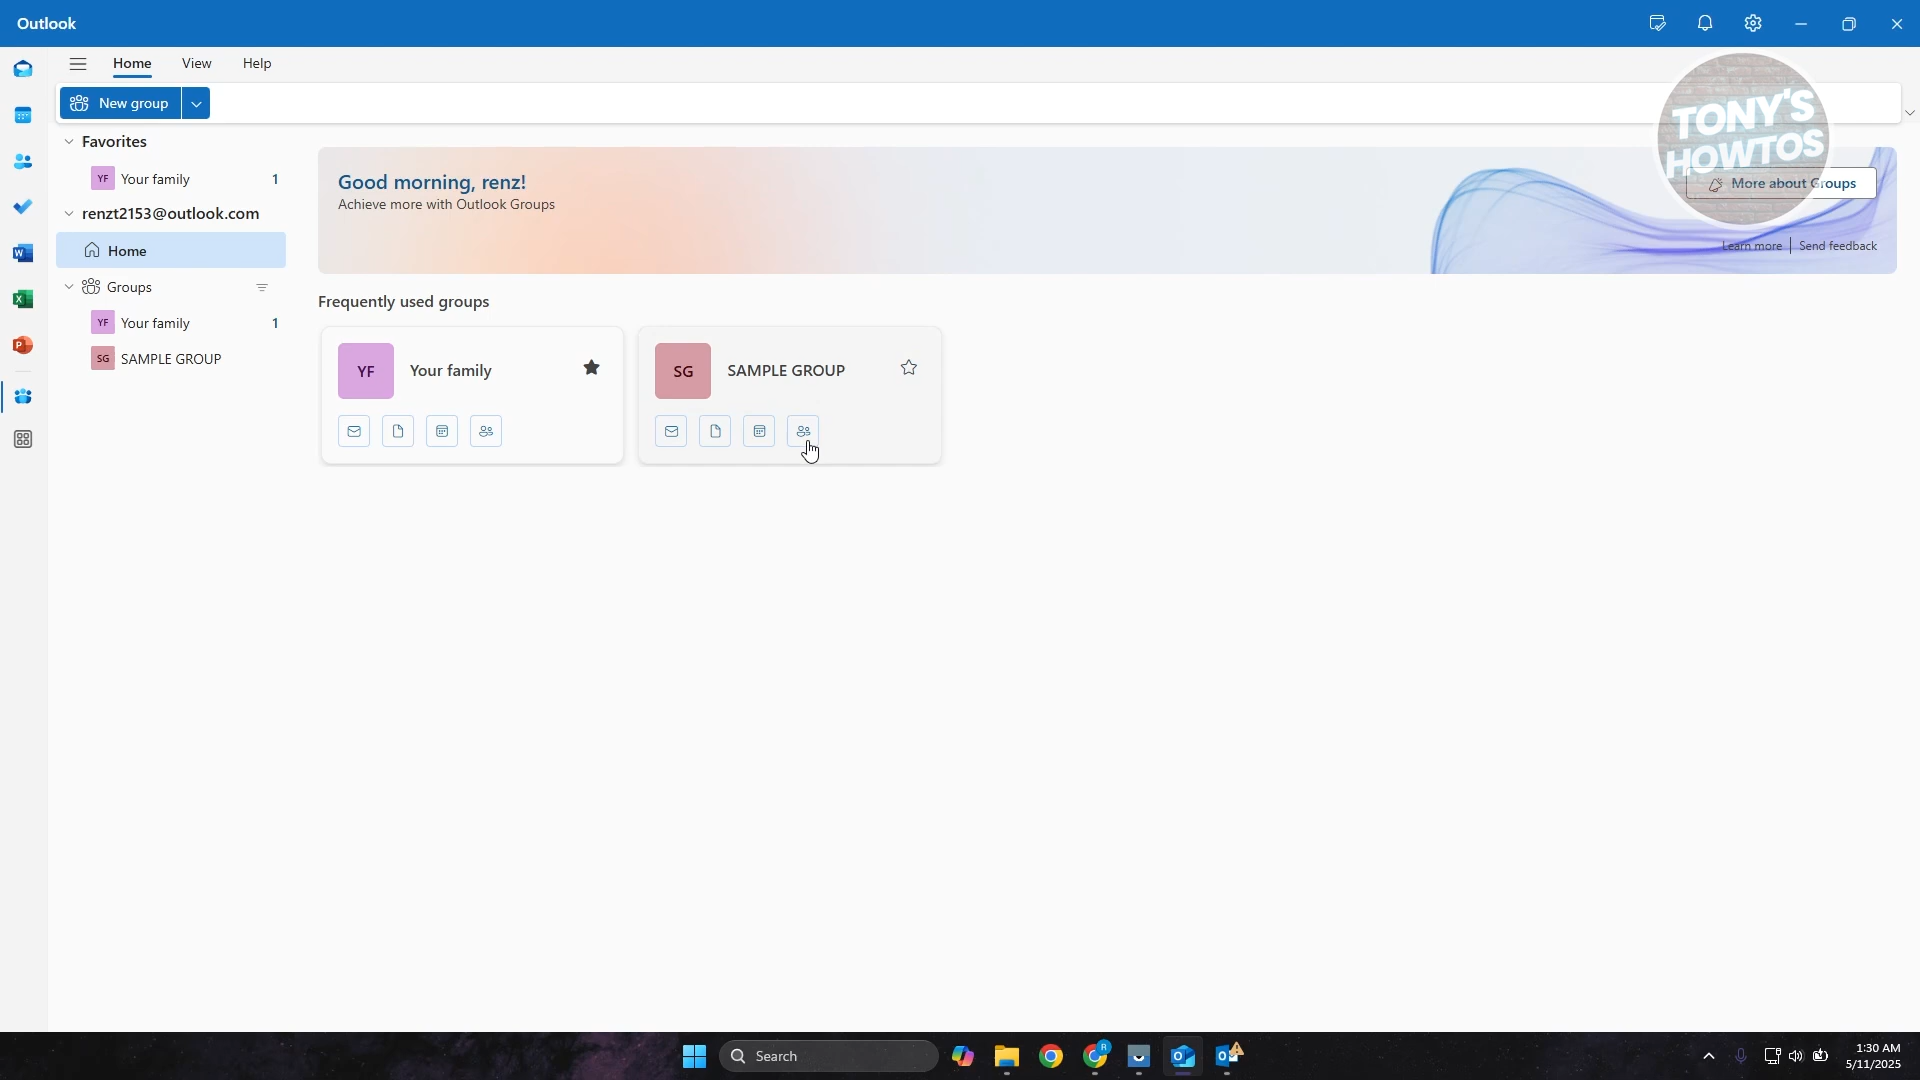 Outlook
Home View Help
New group
Favorites
YF Your family 1
renzt2153@outlook.com
Home
Groups
YF Your family 1
SG SAMPLE GROUP
Good morning, renz!
Achieve more with Outlook Groups
TONY'S
HOWTOS
More about Groups
Learn more | Send feedback
Frequently used groups
YF Your family
SG SAMPLE GROUP
Search
R
1:30 AM
5/11/2025